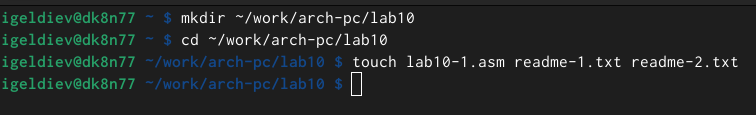 igeldiev@dk8n77 ~ $ mkdir ~/work/arch-pc/lab10
igeldiev@dk8n77 ~ $ cd ~/work/arch-pc/lab10
igeldiev@dk8n77 ~/work/arch-pc/lab10 $ touch lab10-1.asm readme-1.txt readme-2.txt
igeldiev@dk8n77 ~/work/arch-pc/lab10 $